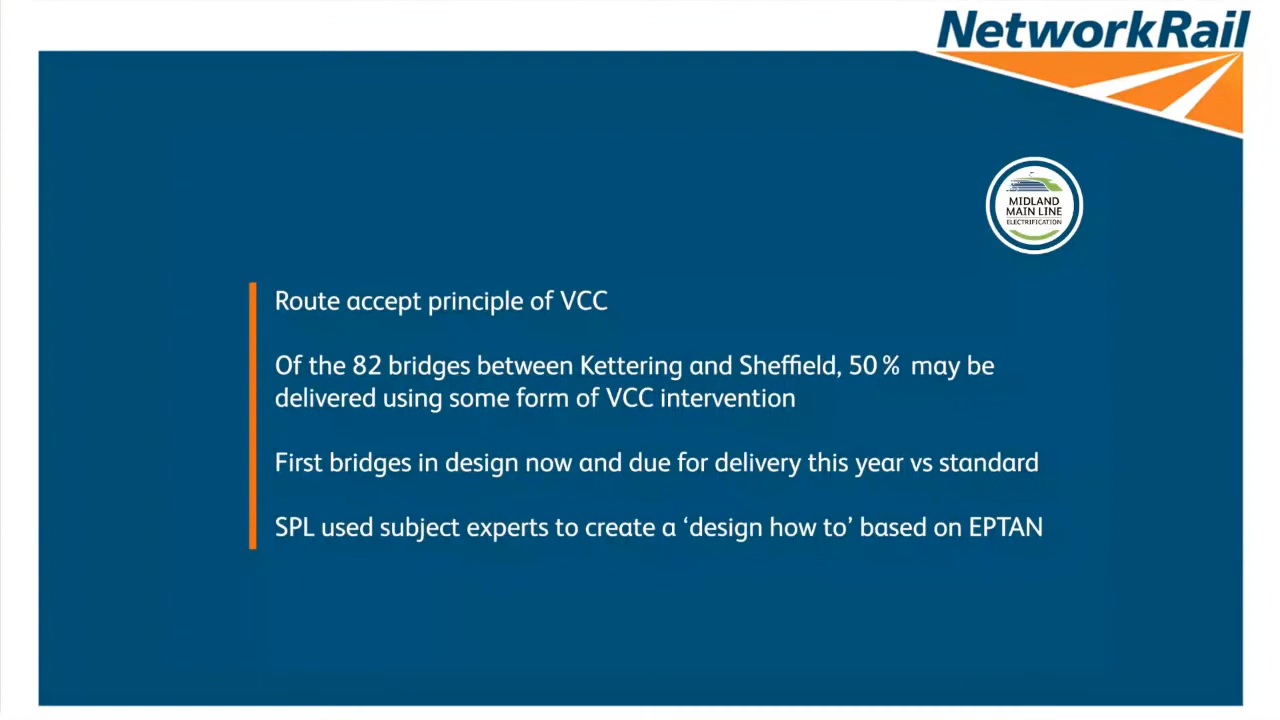 NetworkRail
MIDLAND
MAIN LINE
ELECTRIFICATION
Route accept principle of VCC
Of the 82 bridges between Kettering and Sheffield, 50 % may be
delivered using some form of VCC intervention
First bridges in design now and due for delivery this year vs standard
SPL used subject experts to create a ‘design how to’ based on EPTAN